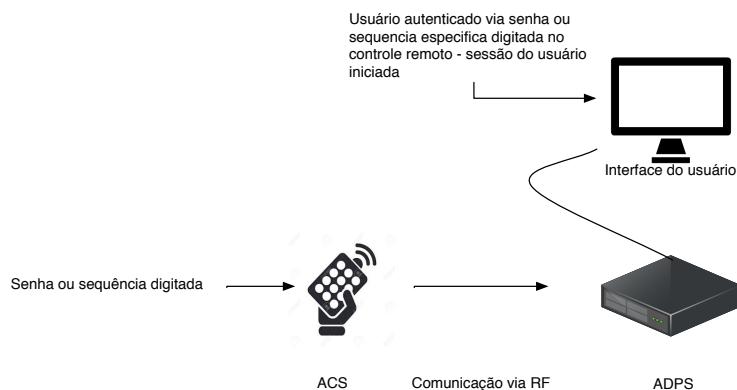 Usuário autenticado via senha ou
sequencia especifica digitada no
controle remoto - sessão do usuário
iniciada
Interface do usuário
Senha ou sequência digitada
ACS
Comunicação via RF
ADPS